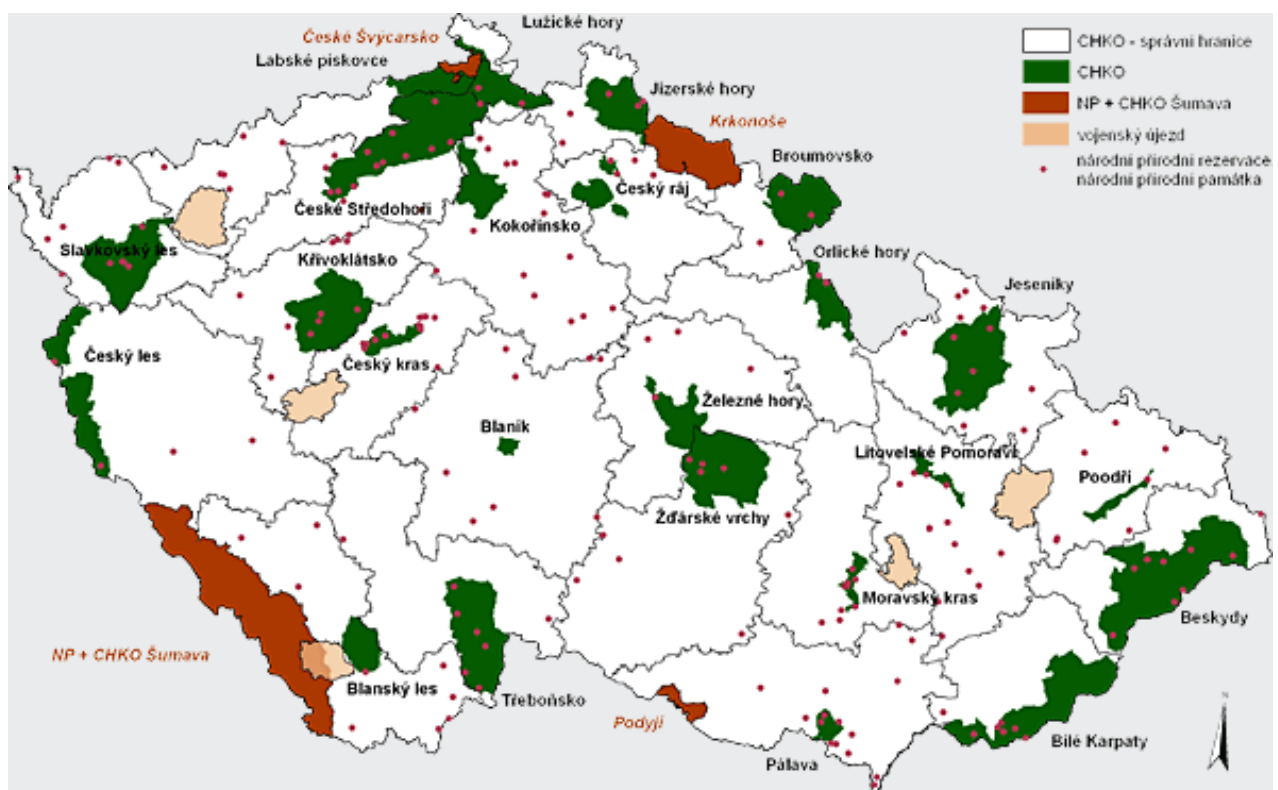 Lužické hory
České Švýcarsko
Labské pískovce
Jizerské hory
Krkonoše
Broumovsko
Český ráj
České Středohoří
Kokořínsko
Slavkovský les
Křivoklátsko
Orlické hory
Jeseníky
Český les
Český kras
Železné hory
Blaník
Litovelské Pomoraví
Poodří
Žďárské vrchy
Moravský kras
Beskydy
NP + CHKO Šumava
Blanský les
Třeboňsko
Podyjí
Bílé Karpaty
Pálava
CHKO - správní hranice
CHKO
NP + CHKO Šumava
vojenský újezd
národní přírodní rezervace
národní přírodní památka
N